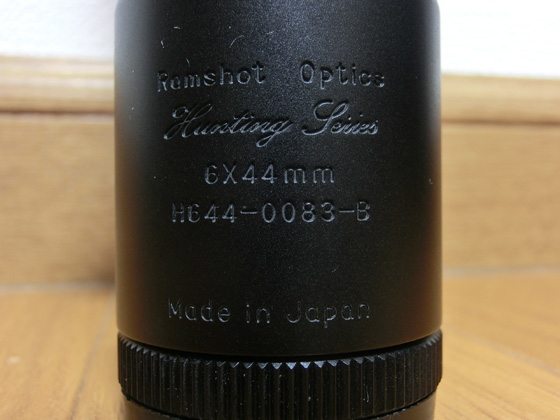 Ramshot Optics
Hunting Series
6X44mm
H644-0083-B
Made in Japan